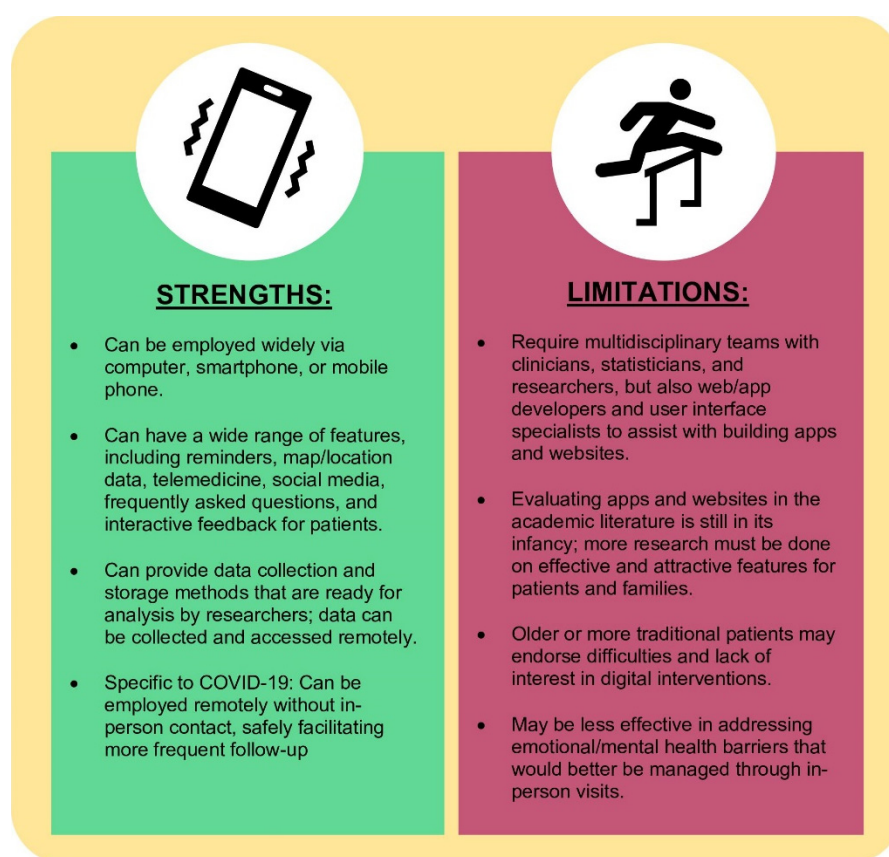 STRENGTHS:
• Can be employed widely via
computer, smartphone, or mobile
phone.
• Can have a wide range of features,
including reminders, map/location
data, telemedicine, social media,
frequently asked questions, and
interactive feedback for patients.
• Can provide data collection and
storage methods that are ready for
analysis by researchers; data can
be collected and accessed remotely.
• Specific to COVID-19: Can be
employed remotely without in-
person contact, safely facilitating
more frequent follow-up
LIMITATIONS:
• Require multidisciplinary teams with
clinicians, statisticians, and
researchers, but also web/app
developers and user interface
specialists to assist with building apps
and websites.
• Evaluating apps and websites in the
academic literature is still in its
infancy; more research must be done
on effective and attractive features for
patients and families.
• Older or more traditional patients may
endorse difficulties and lack of
interest in digital interventions.
• May be less effective in addressing
emotional/mental health barriers that
would better be managed through in-
person visits.